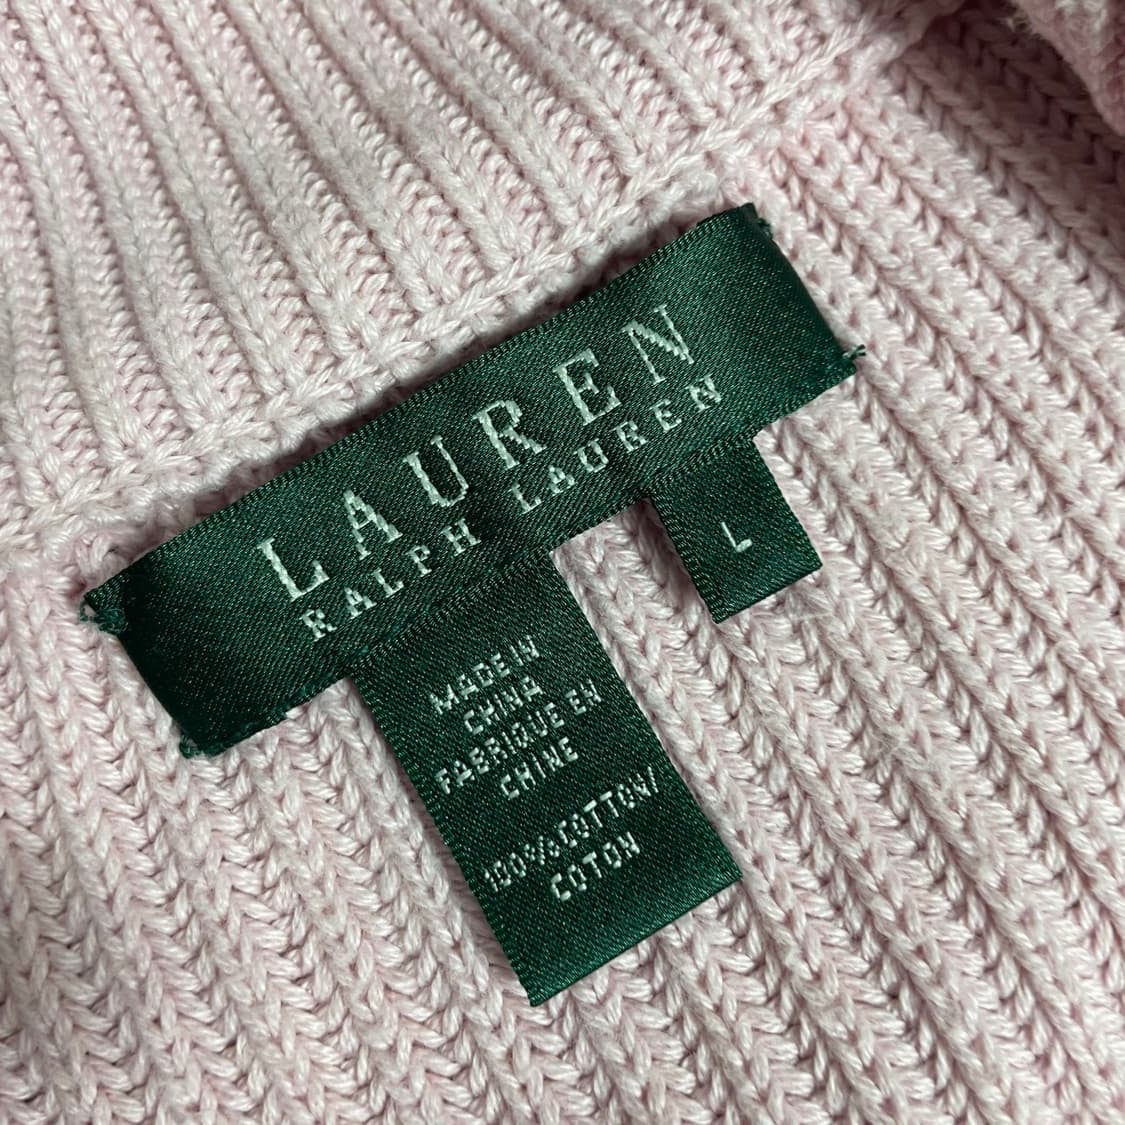 LAUREN
RALPH LAUREN
L
MADE IN
CHINA
FABRIQUE EN
CHINE
100% COTTON/
COTON